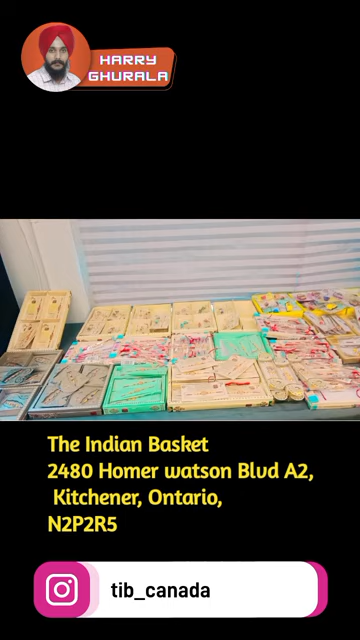 HARRY
GHURALA
The Indian Basket
2480 Homer watson Blvd A2,
Kitchener, Ontario,
N2P2R5
tib_canada